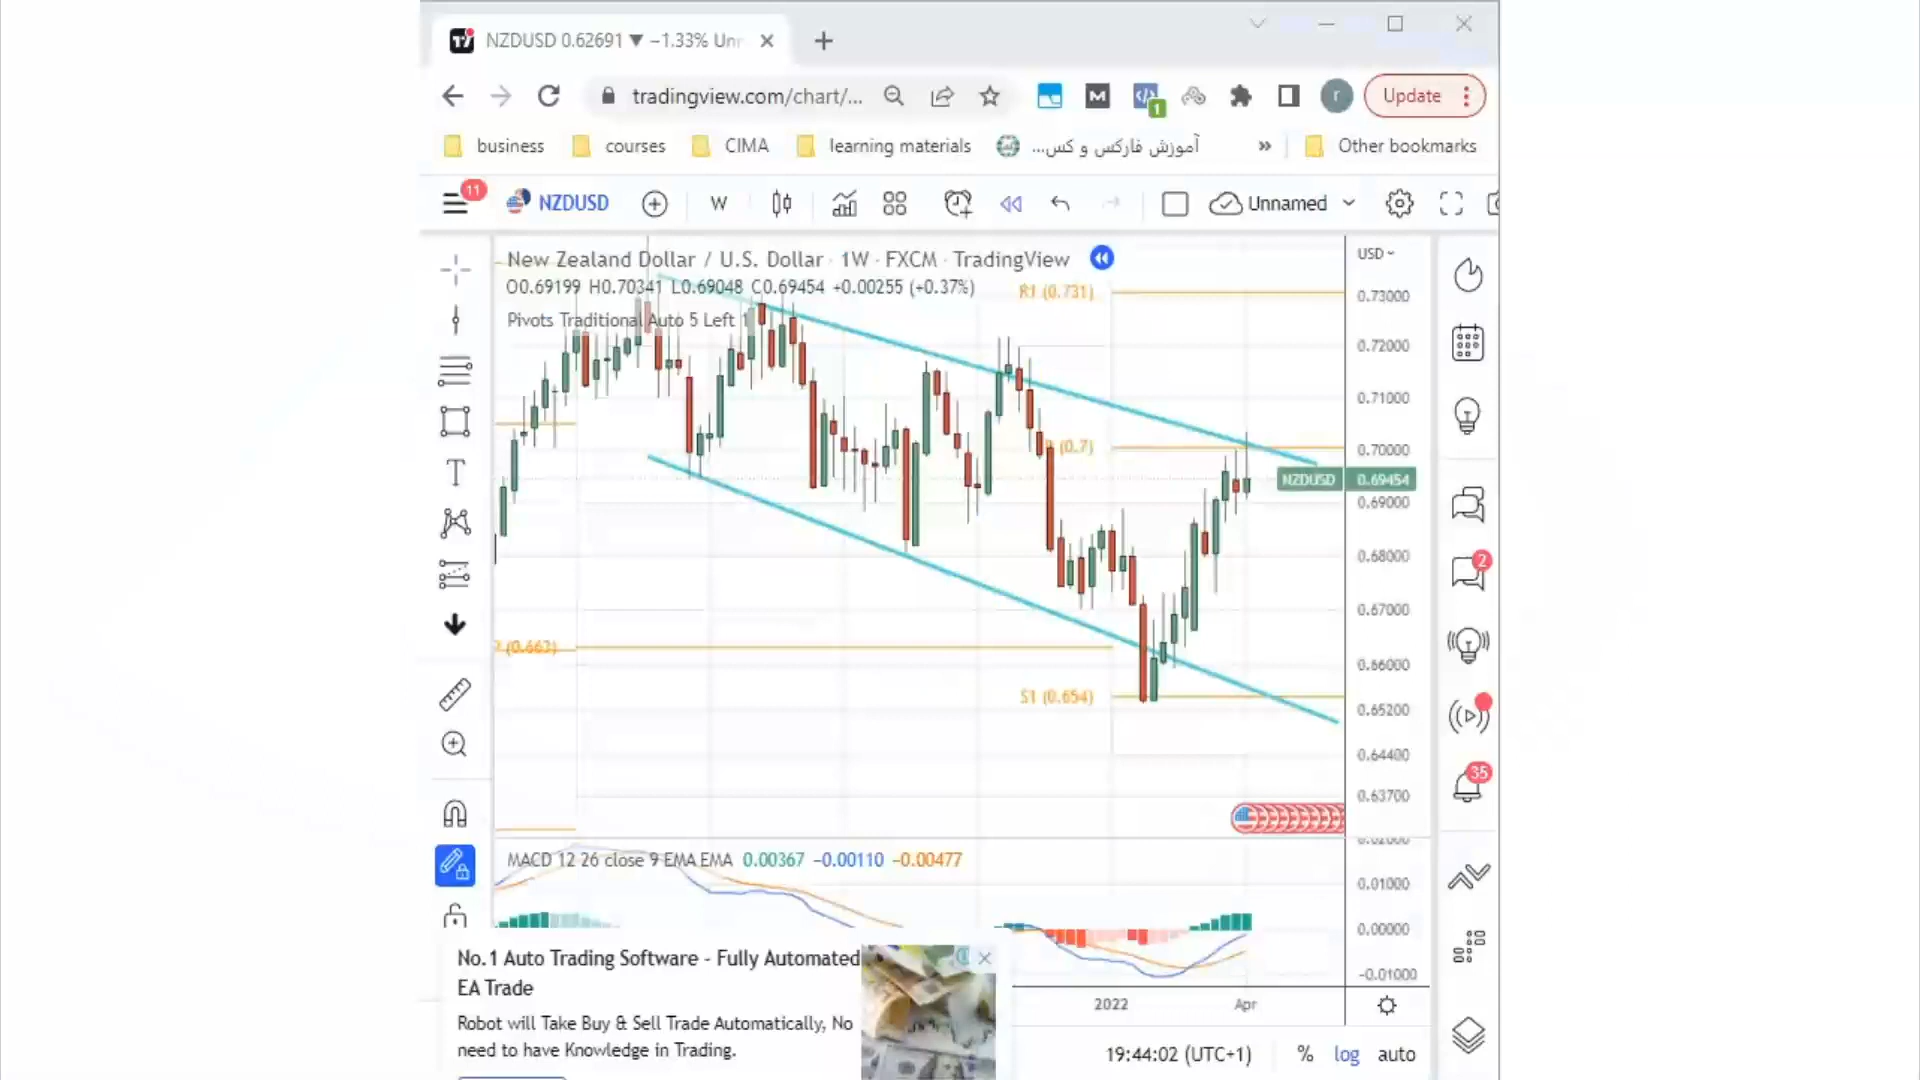 NZDUSD 0.62691 ▼ −1.33% Unr
tradingview.com/chart/...
1
r
Update
business
courses
CIMA
learning materials
آموزش فارکس و کس...
»
Other bookmarks
11
NZDUSD
W
Unnamed
New Zealand Dollar / U.S. Dollar · 1W · FXCM · TradingView
USD
O0.69199 H0.70341 L0.69048 C0.69454 +0.00255 (+0.37%)
R1 (0.731)
0.73000
Pivots Traditional Auto 5 Left 1
0.72000
0.71000
(0.7)
0.70000
NZDUSD
0.69454
0.69000
0.68000
2
0.67000
(0.662)
0.66000
S1 (0.654)
0.65200
0.64400
35
0.63700
0.02000
MACD 12 26 close 9 EMA EMA 0.00367 −0.00110 −0.00477
0.01000
0.00000
-0.01000
No.1 Auto Trading Software - Fully Automated
EA Trade
2022
Apr
Robot will Take Buy & Sell Trade Automatically, No
need to have Knowledge in Trading.
19:44:02 (UTC+1)
%
log
auto